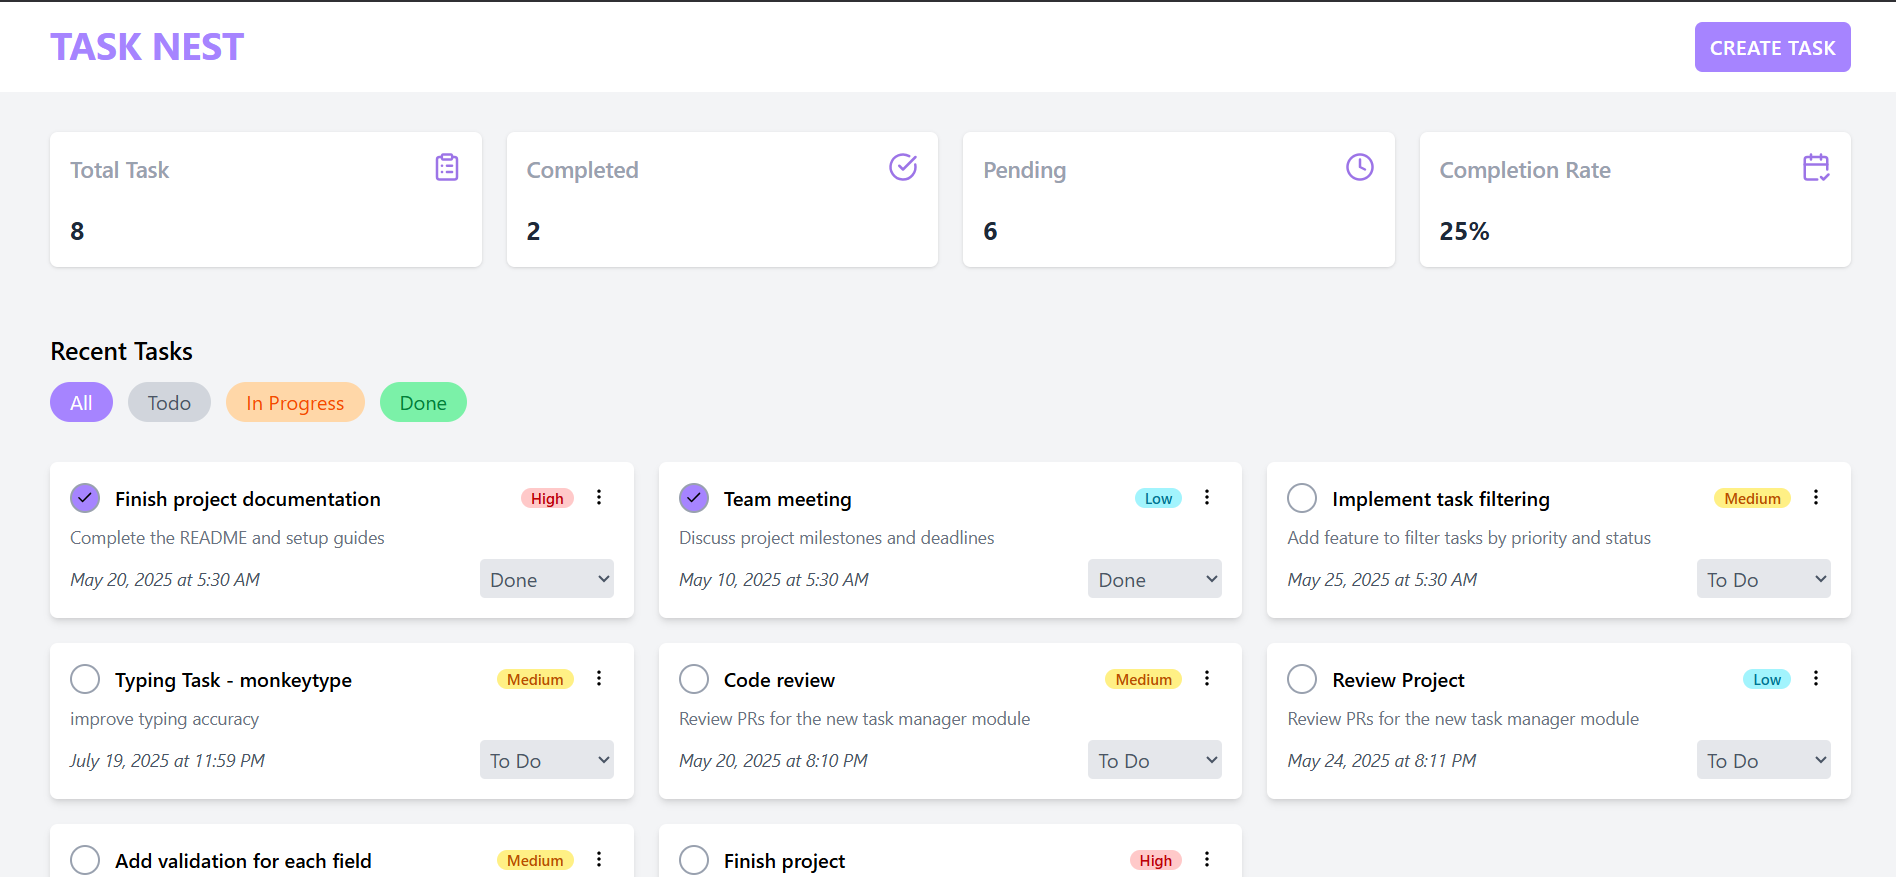 TASK NEST
CREATE TASK
Total Task
8
Completed
2
Pending
6
Completion Rate
25%
Recent Tasks
All
Todo
In Progress
Done
Finish project documentation
High
Complete the README and setup guides
May 20, 2025 at 5:30 AM
Done
Team meeting
Low
Discuss project milestones and deadlines
May 10, 2025 at 5:30 AM
Done
Implement task filtering
Medium
Add feature to filter tasks by priority and status
May 25, 2025 at 5:30 AM
To Do
Typing Task - monkeytype
Medium
improve typing accuracy
July 19, 2025 at 11:59 PM
To Do
Code review
Medium
Review PRs for the new task manager module
May 20, 2025 at 8:10 PM
To Do
Review Project
Low
Review PRs for the new task manager module
May 24, 2025 at 8:11 PM
To Do
Add validation for each field
Medium
Finish project
High